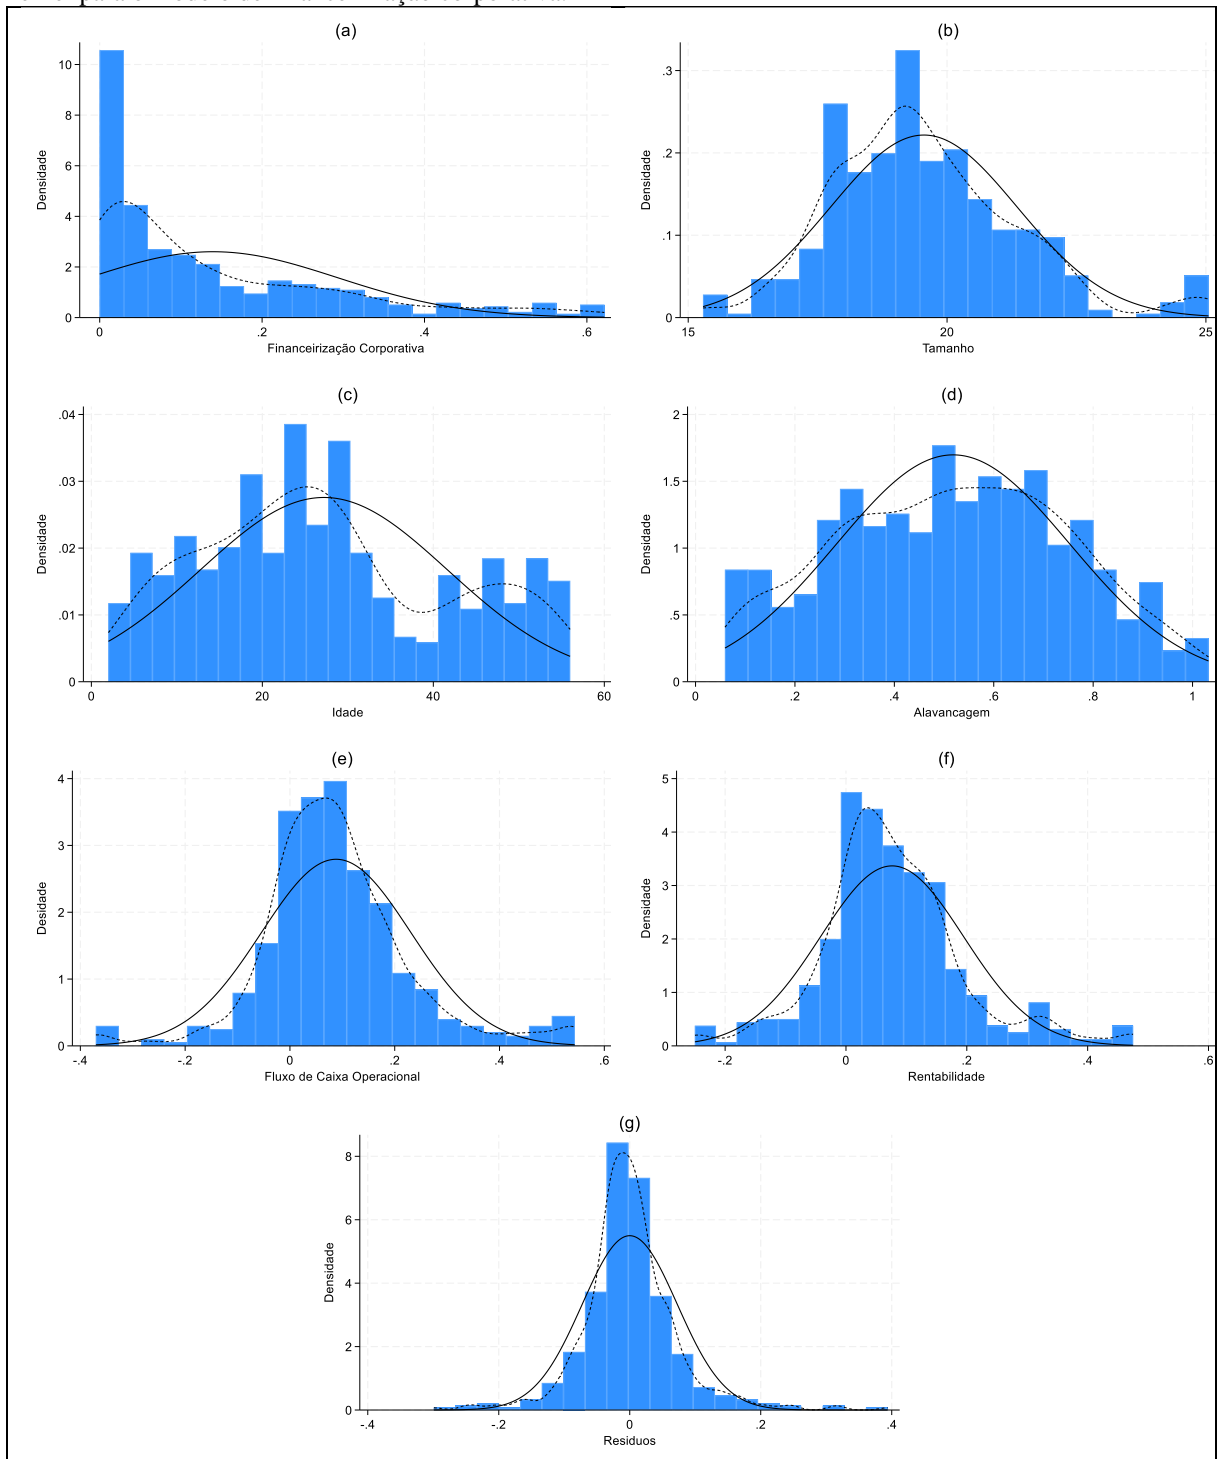 (a)
10
8
6
4
2
0
Densidade
0 .2 .4 .6
Financeirização Corporativa
(b)
.3
.2
.1
0
Densidade
15 20 25
Tamanho
(c)
.04
.03
.02
.01
0
Densidade
0 20 40 60
Idade
(d)
2
1.5
1
.5
0
Densidade
0 .2 .4 .6 .8 1
Alavancagem
(e)
4
3
2
1
0
Desidade
-.4 -.2 0 .2 .4 .6
Fluxo de Caixa Operacional
(f)
5
4
3
2
1
0
Densidade
-.2 0 .2 .4 .6
Rentabilidade
(g)
8
6
4
2
0
Densidade
-.4 -.2 0 .2 .4
Residuos